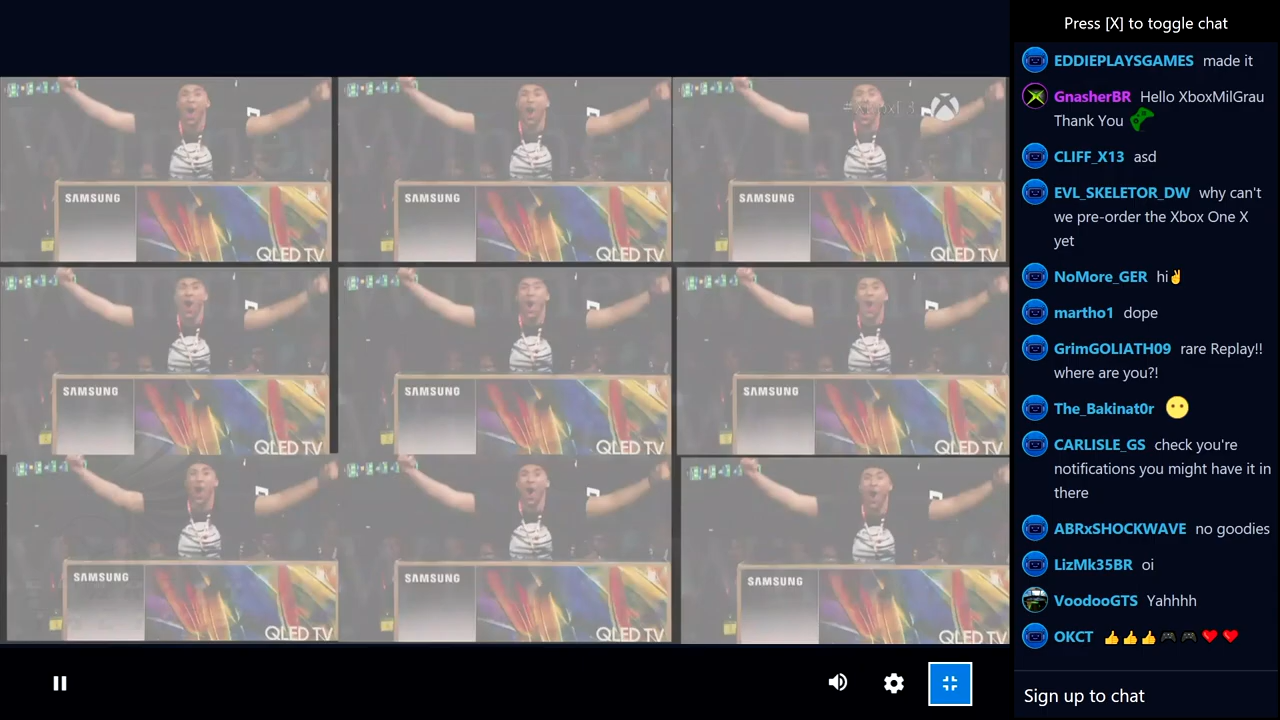 Press [X] to toggle chat
EDDIEPLAYSGAMES made it
GnasherBR Hello XboxMilGrau
Thank You
CLIFF_X13 asd
EVL_SKELETOR_DW why can't
we pre-order the Xbox One X
yet
NoMore_GER hi✌
martho1 dope
GrimGOLIATH09 rare Replay!!
where are you?!
The_Bakinat0r 😶
CARLISLE_GS check you're
notifications you might have it in
there
ABRxSHOCKWAVE no goodies
LizMk35BR oi
VoodooGTS Yahhhh
OKCT 👍👍👍🎮🎮❤❤
Sign up to chat
SAMSUNG SAMSUNG SAMSUNG
QLED TV QLED TV QLED TV
SAMSUNG SAMSUNG SAMSUNG
QLED TV QLED TV QLED TV
SAMSUNG SAMSUNG SAMSUNG
QLED TV QLED TV QLED TV